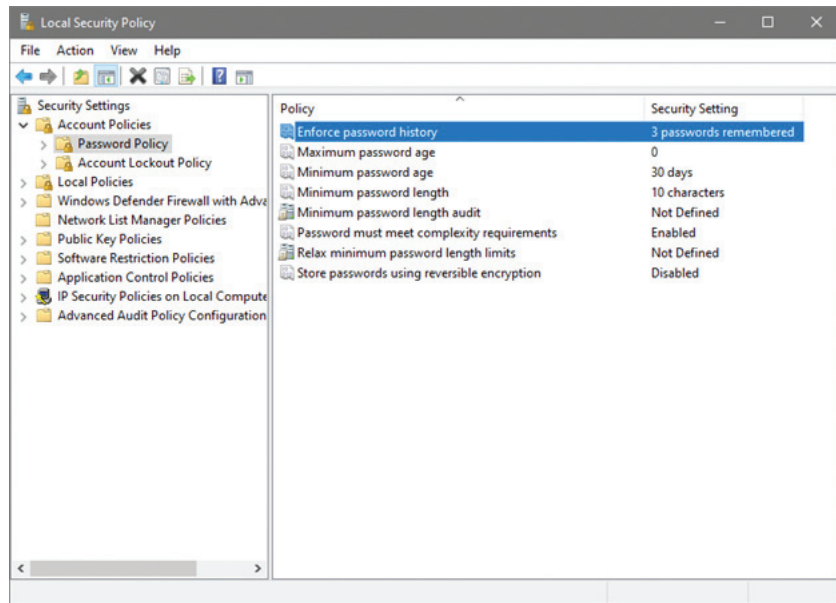 Local Security Policy
File Action View Help
Security Settings
Account Policies
Password Policy
Account Lockout Policy
Local Policies
Windows Defender Firewall with Adva
Network List Manager Policies
Public Key Policies
Software Restriction Policies
Application Control Policies
IP Security Policies on Local Compute
Advanced Audit Policy Configuration
Policy Security Setting
Enforce password history 3 passwords remembered
Maximum password age 0
Minimum password age 30 days
Minimum password length 10 characters
Minimum password length audit Not Defined
Password must meet complexity requirements Enabled
Relax minimum password length limits Not Defined
Store passwords using reversible encryption Disabled